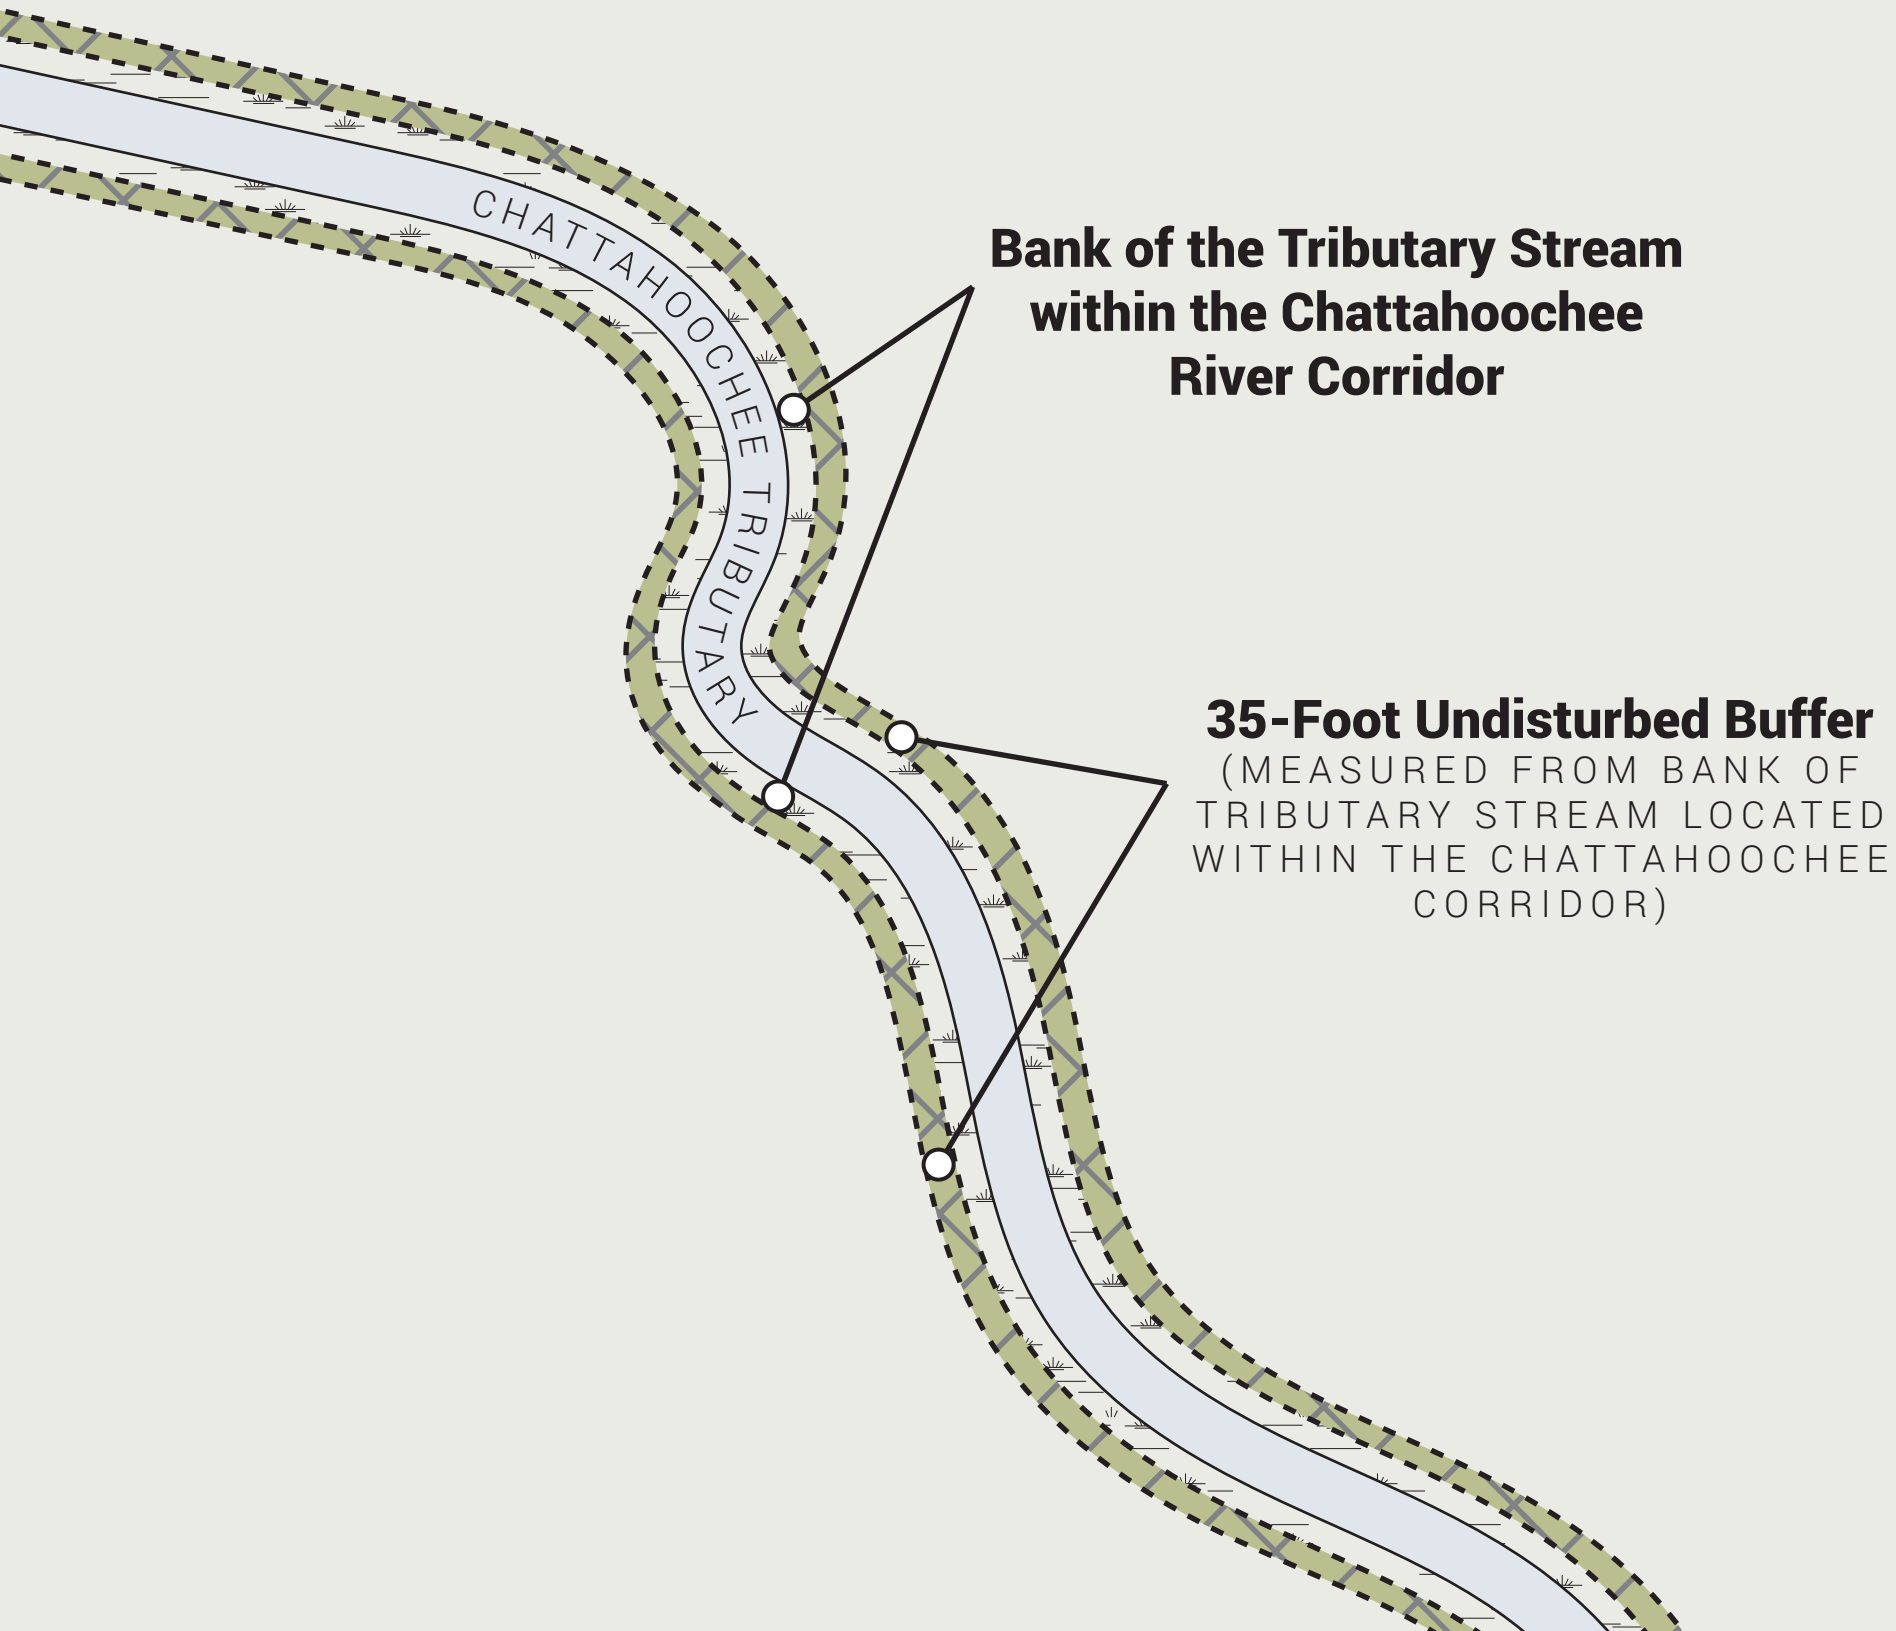 CHATTAHOOCHEE TRIBUTARY
Bank of the Tributary Stream
within the Chattahoochee
River Corridor
35-Foot Undisturbed Buffer
(MEASURED FROM BANK OF
TRIBUTARY STREAM LOCATED
WITHIN THE CHATTAHOOCHEE
CORRIDOR)